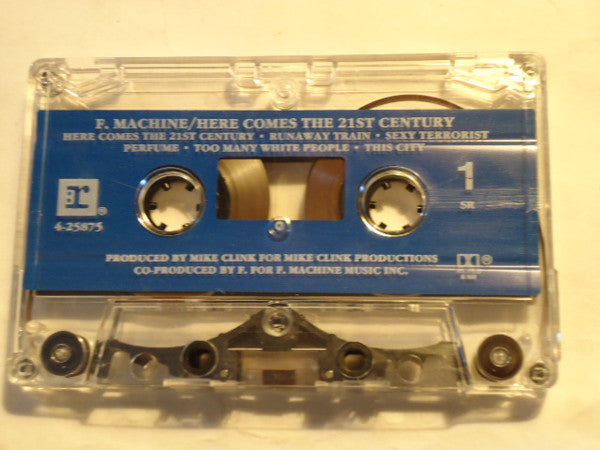 F. MACHINE/HERE COMES THE 21ST CENTURY
HERE COMES THE 21ST CENTURY • RUNAWAY TRAIN • SEXY TERRORIST
PERFUME • TOO MANY WHITE PEOPLE • THIS CITY
r®
4-25875
1
SR
PRODUCED BY MIKE CLINK FOR MIKE CLINK PRODUCTIONS
CO-PRODUCED BY F. FOR F. MACHINE MUSIC INC.